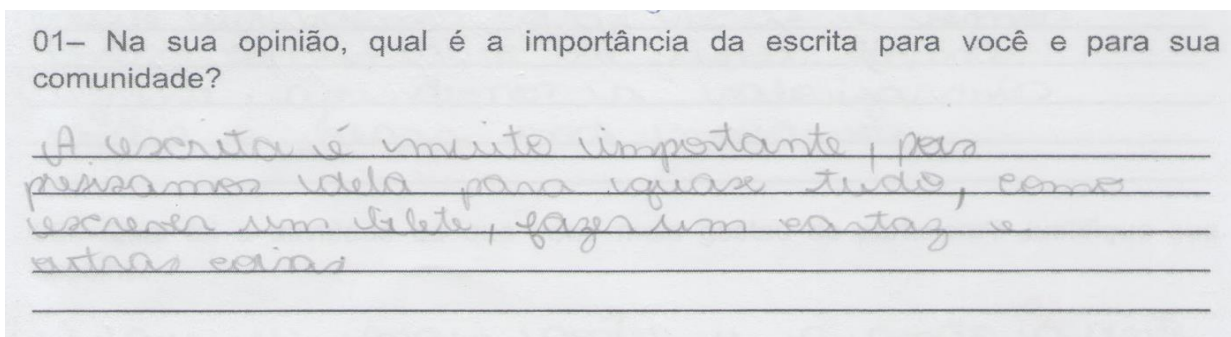 01– Na sua opinião, qual é a importância da escrita para você e para sua
comunidade?
A escrita é muito importante, pois
presisamos dela para quase tudo, como
escrever um bilete, fazer um cartaz e
outras coisas